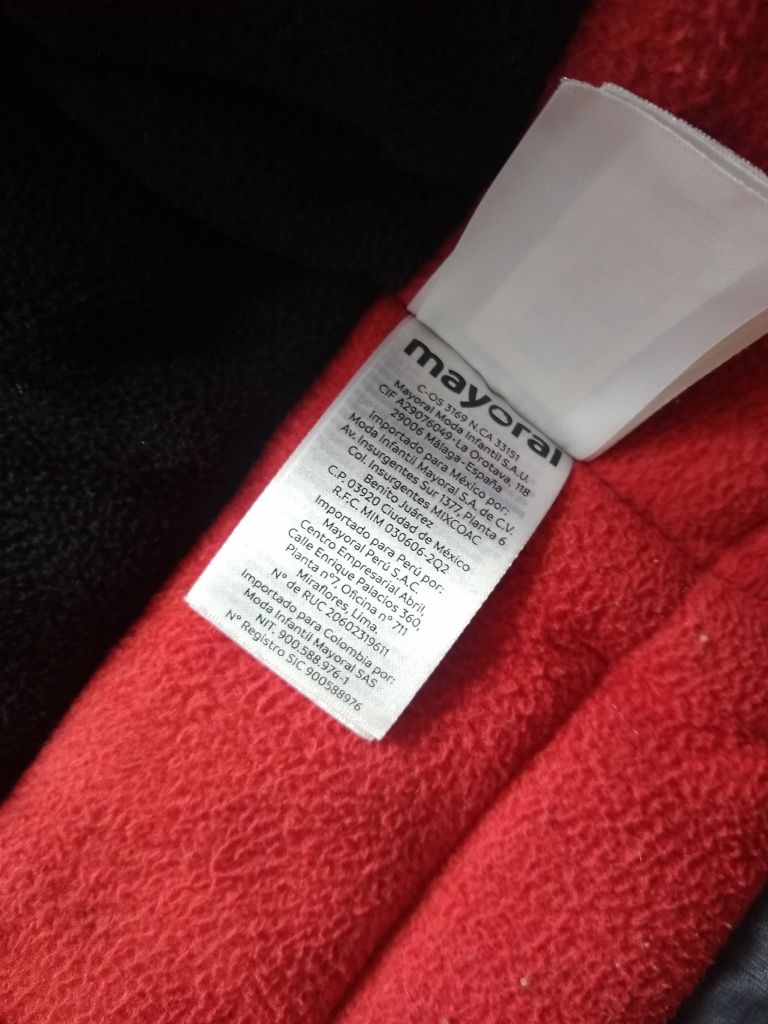 mayoral
C-OS 3169 N.CA 33151
Mayoral Moda Infantil S.A.U.
CIF A29076049-La Orotava, 118
29006 Málaga-España
Importado para México por:
Moda Infantil Mayoral S.A. de C.V.
Av. Insurgentes Sur 1377, Planta 6
Col. Insurgentes MIXCOAC
Benito Juárez
C.P. 03920 Ciudad de México
R.F.C. MIM 030606-2Q2
Importado para Perú por:
Mayoral Perú S.A.C.
Centro Empresarial Abril,
Calle Enrique Palacios 360,
Planta nº7, Oficina nº 711
Miraflores, Lima.
Nº de RUC 20602319611
Importado para Colombia por:
Moda Infantil Mayoral SAS
NIT. 900.588.976-1
Nº Registro SIC 900588976